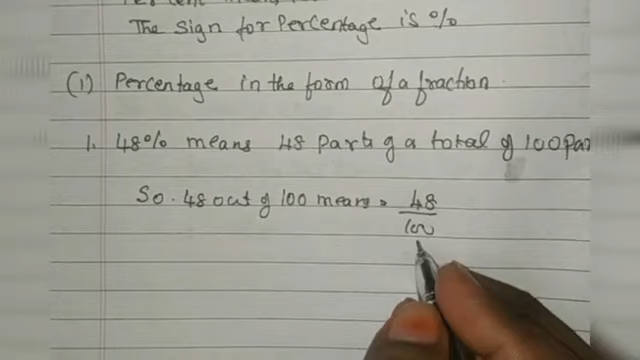 The Sign for Percentage is %
(1) Percentage in the form of a fraction.
1. 48% means 48 parts of a total of 100 par
So. 48 out of 100 means = 48
100